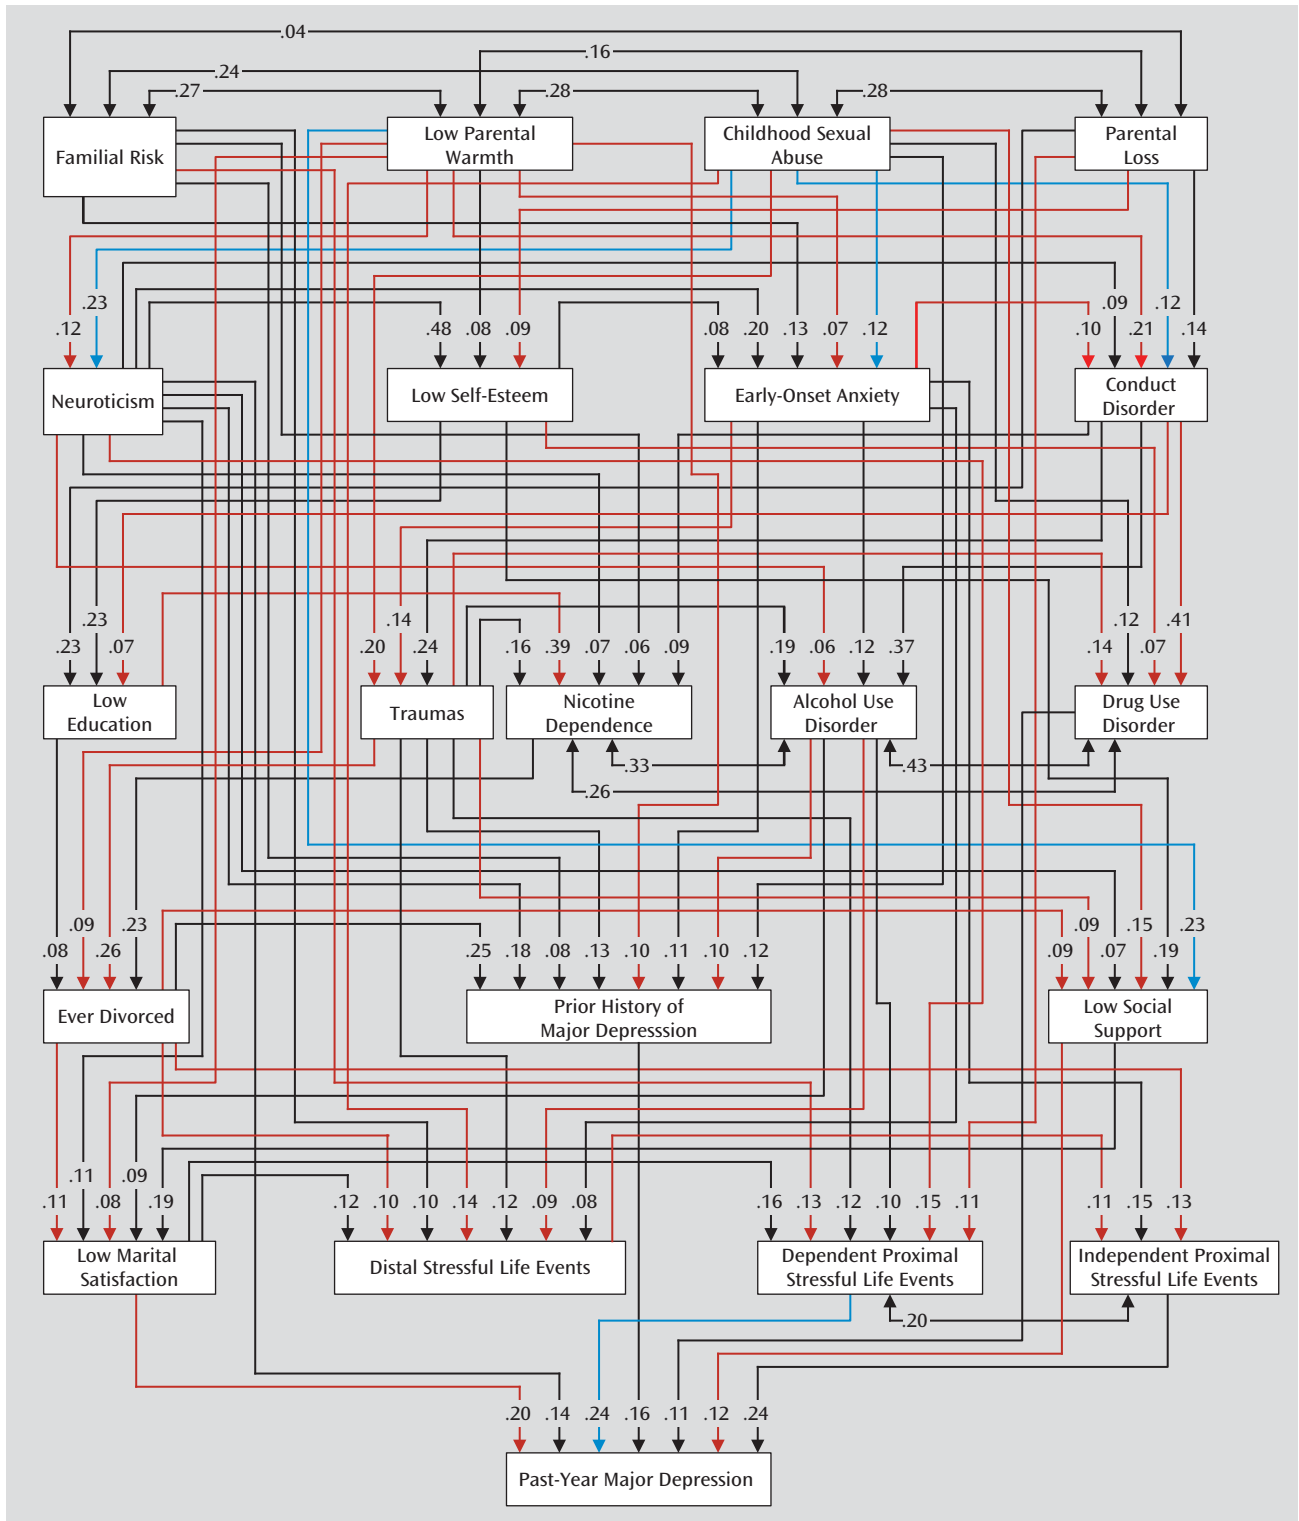 .04
.16
.24
.27
.28
.28
Familial Risk
Low Parental
Warmth
Childhood Sexual
Abuse
Parental
Loss
.12
.23
.48
.08
.09
.08
.20
.13
.07
.12
.10
.09
.21
.12
.14
Neuroticism
Low Self-Esteem
Early-Onset Anxiety
Conduct
Disorder
.23
.23
.07
.20
.14
.24
.16
.39
.07
.06
.09
.19
.06
.12
.37
.14
.12
.07
.41
Low
Education
Traumas
Nicotine
Dependence
Alcohol Use
Disorder
Drug Use
Disorder
.33
.43
.26
.08
.09
.26
.23
.25
.18
.08
.13
.10
.11
.10
.12
.09
.09
.07
.15
.19
.23
Ever Divorced
Prior History of
Major Depresssion
Low Social
Support
.11
.11
.08
.09
.19
.12
.10
.10
.14
.12
.09
.08
.16
.13
.12
.10
.15
.11
.11
.15
.13
Low Marital
Satisfaction
Distal Stressful Life Events
Dependent Proximal
Stressful Life Events
Independent Proximal
Stressful Life Events
.20
.20
.14
.24
.16
.11
.12
.24
Past-Year Major Depression